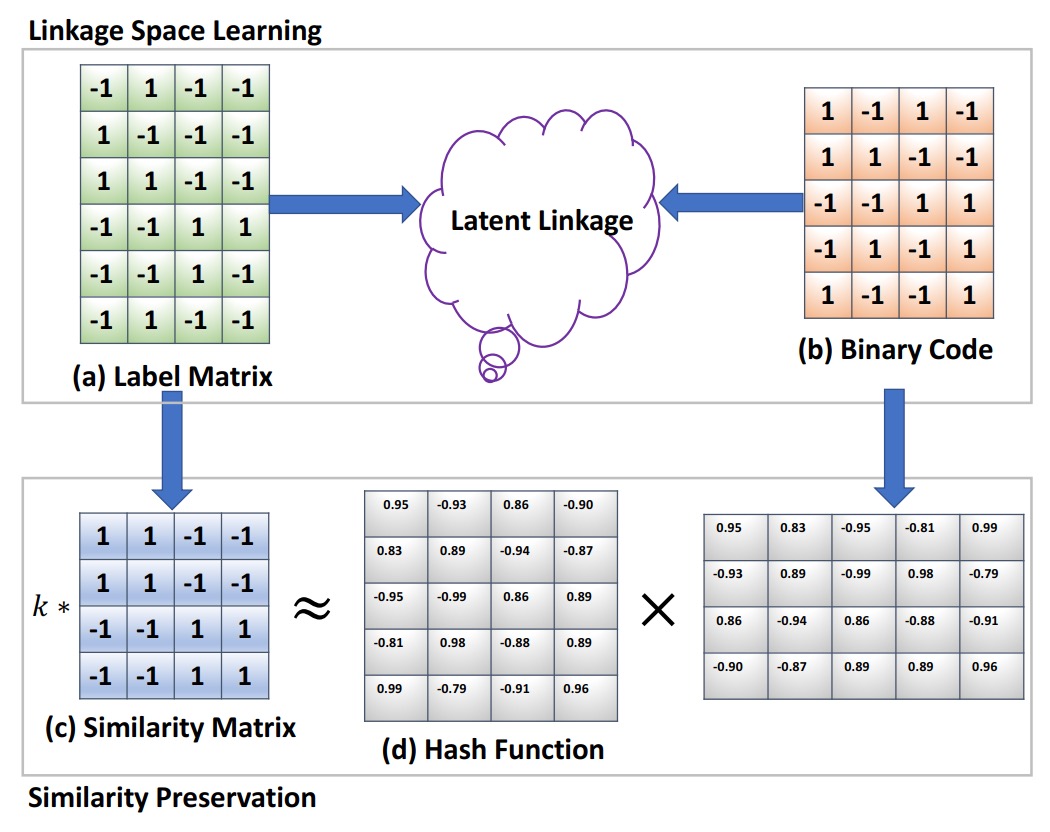 Linkage Space Learning
-1 1 -1 -1
1 -1 -1 -1
1 1 -1 -1
-1 -1 1 1
-1 -1 1 -1
-1 1 -1 -1
(a) Label Matrix
Latent Linkage
1 -1 1 -1
1 1 -1 -1
-1 -1 1 1
-1 1 -1 1
1 -1 -1 1
(b) Binary Code
k *
1 1 -1 -1
1 1 -1 -1
-1 -1 1 1
-1 -1 1 1
(c) Similarity Matrix
≈
0.95 -0.93 0.86 -0.90
0.83 0.89 -0.94 -0.87
-0.95 -0.99 0.86 0.89
-0.81 0.98 -0.88 0.89
0.99 -0.79 -0.91 0.96
(d) Hash Function
×
0.95 0.83 -0.95 -0.81 0.99
-0.93 0.89 -0.99 0.98 -0.79
0.86 -0.94 0.86 -0.88 -0.91
-0.90 -0.87 0.89 0.89 0.96
Similarity Preservation